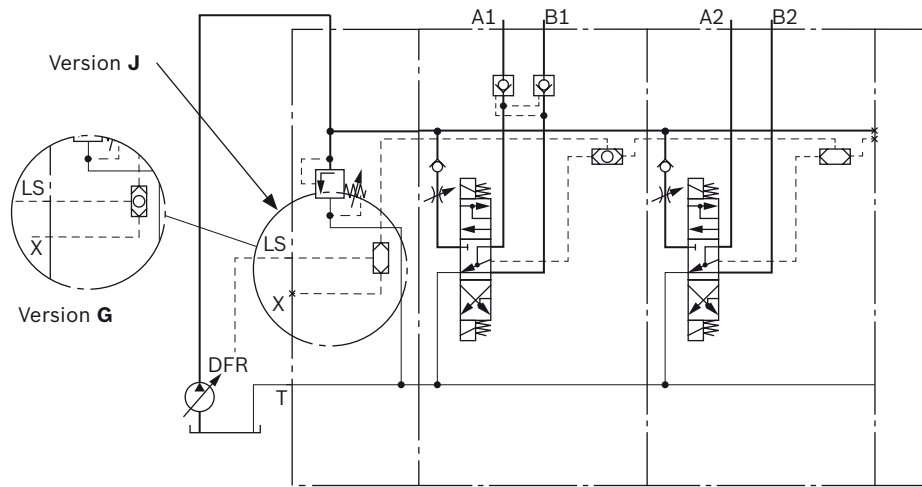 A1
B1
A2
B2
Version J
LS
X
Version G
LS
X
DFR
T